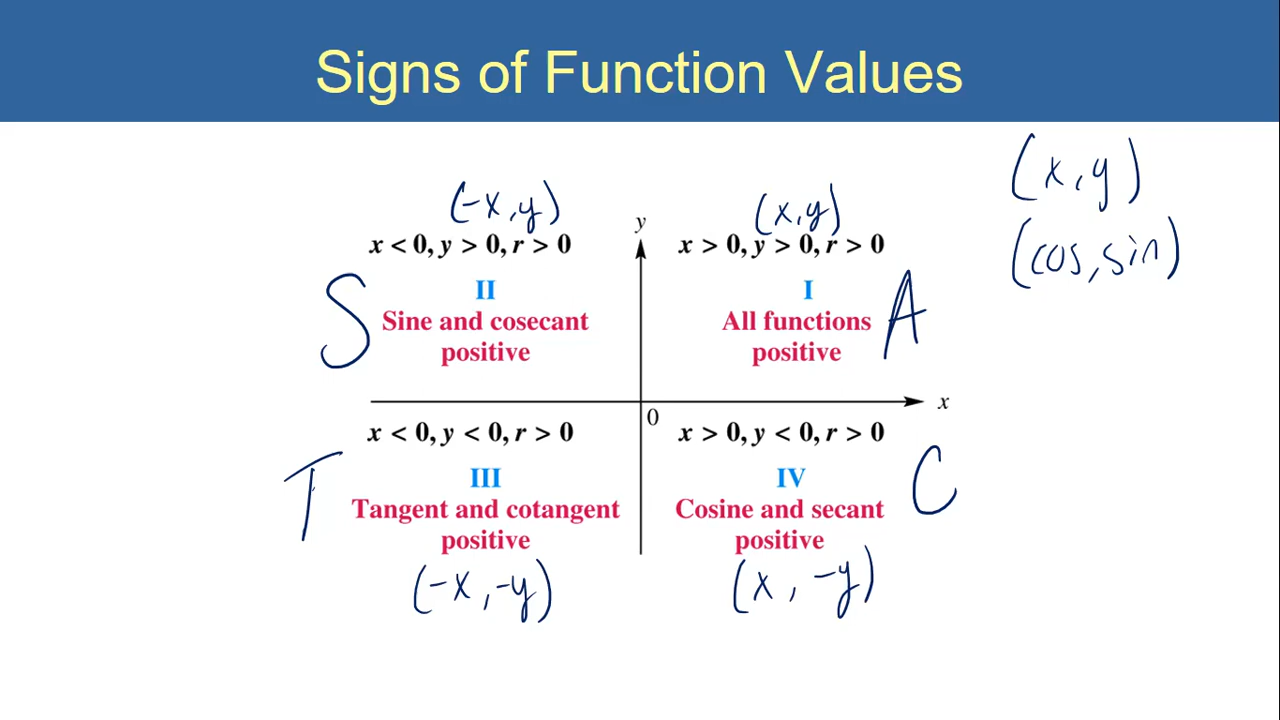 Signs of Function Values
(x,y)
(cos,sin)
(-x,y)
(x,y)
y
x < 0, y > 0, r > 0
x > 0, y > 0, r > 0
S
II
Sine and cosecant
positive
I
All functions
positive
A
0
x
x < 0, y < 0, r > 0
x > 0, y < 0, r > 0
T
III
Tangent and cotangent
positive
IV
Cosine and secant
positive
C
(-x,-y)
(x,-y)